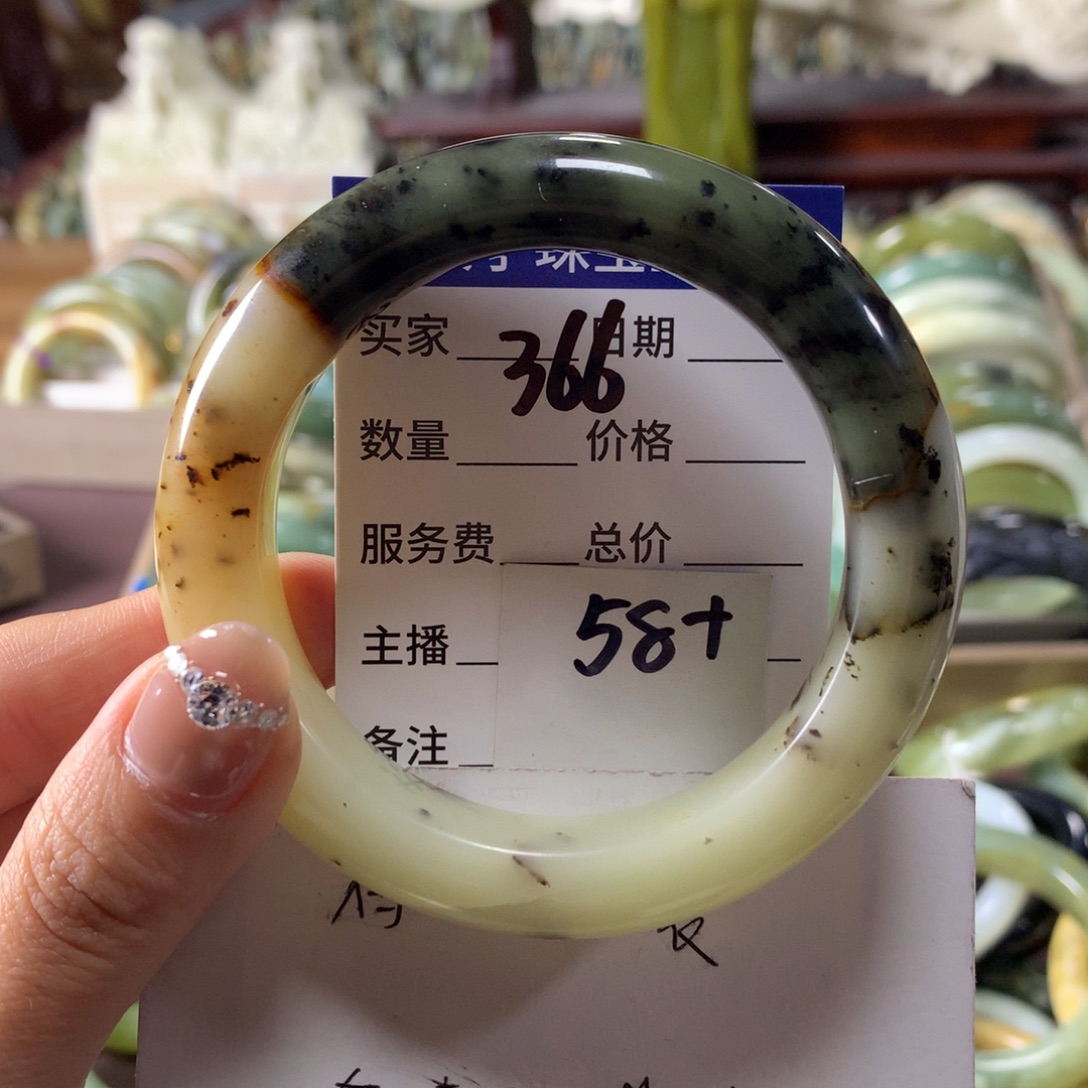 珠宝
366
买家 日期
数量 价格
服务费 总价
58+
主播
备注